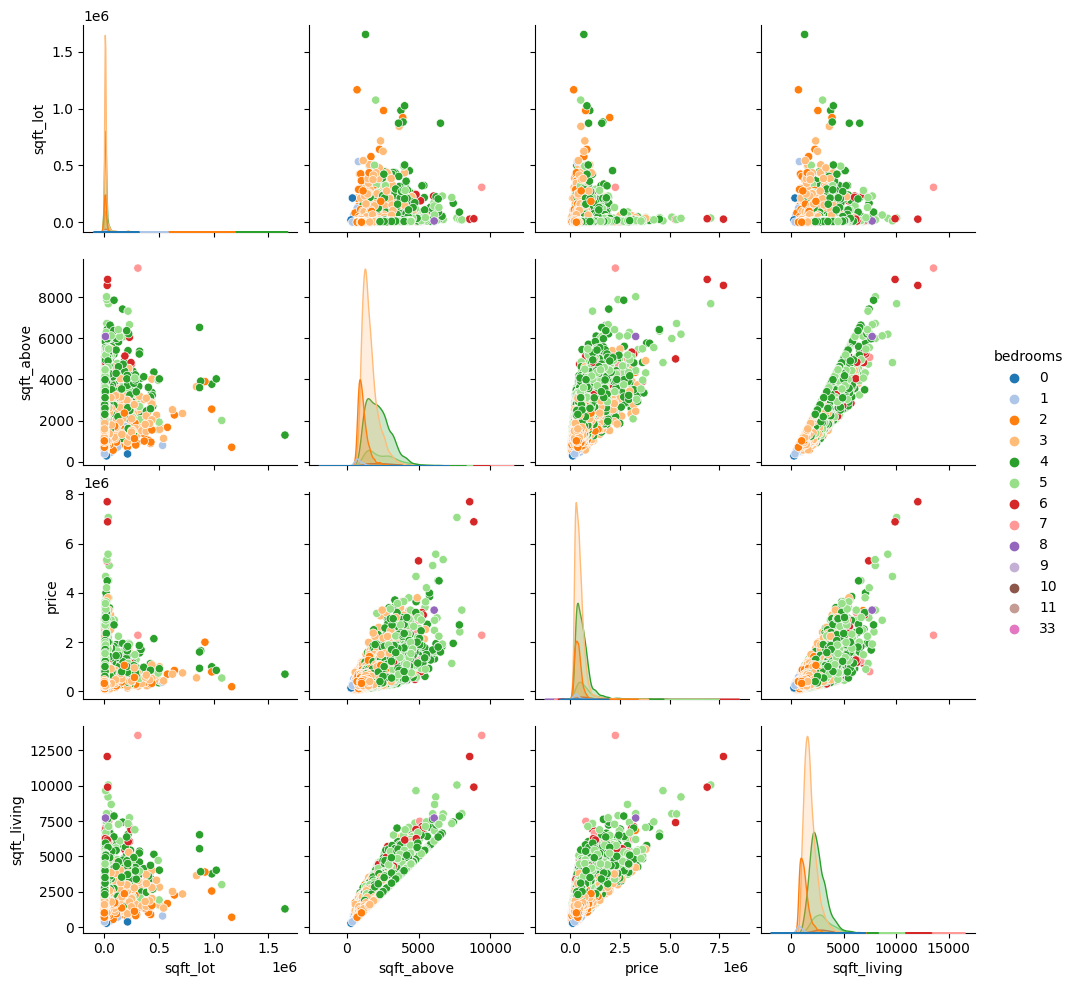 1e6
1.5
1.0
0.5
0.0
sqft_lot
8000
6000
4000
2000
0
sqft_above
1e6
8
6
4
2
0
price
12500
10000
7500
5000
2500
0
sqft_living
0.0 0.5 1.0 1.5
1e6
sqft_lot
0 5000 10000
sqft_above
0.0 2.5 5.0 7.5
1e6
price
0 5000 10000 15000
sqft_living
bedrooms
0
1
2
3
4
5
6
7
8
9
10
11
33